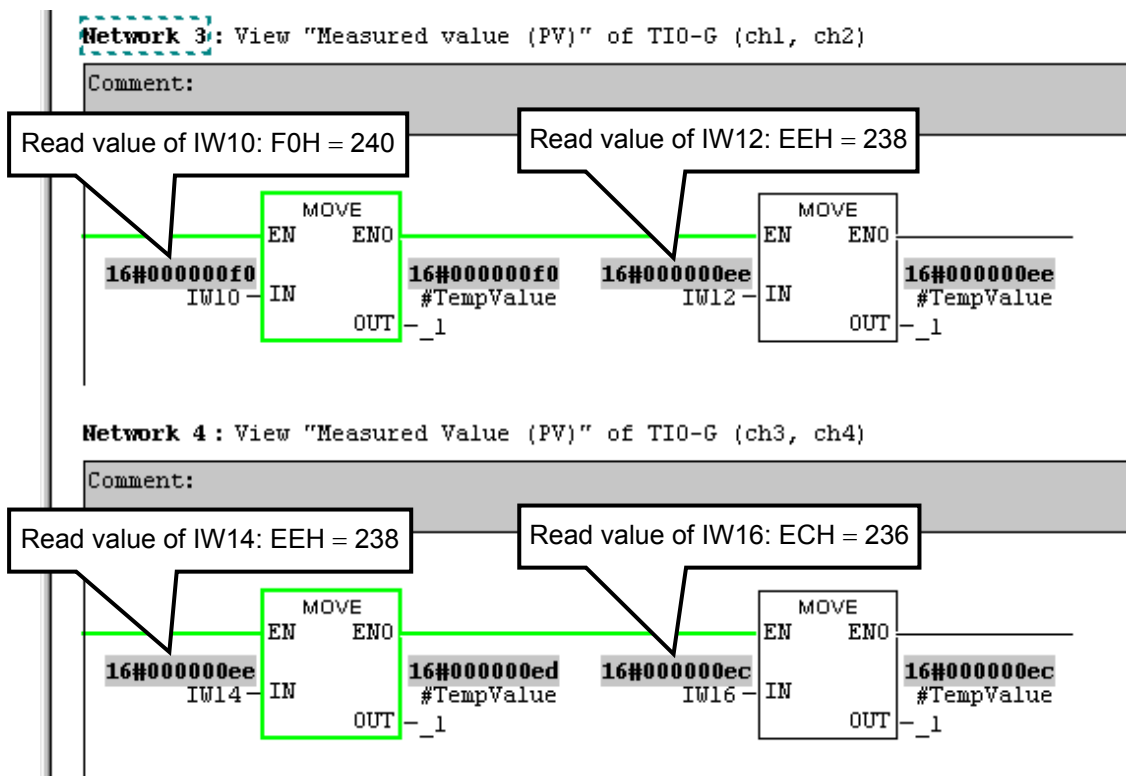 Network 3: View "Measured value (PV)" of TIO-G (ch1, ch2)
Comment:
Read value of IW10: F0H = 240
Read value of IW12: EEH = 238
MOVE
EN ENO
16#000000f0
IW10
IN
16#000000f0
#TempValue
OUT
_1
MOVE
EN ENO
16#000000ee
IW12
IN
16#000000ee
#TempValue
OUT
_1
Network 4: View "Measured Value (PV)" of TIO-G (ch3, ch4)
Comment:
Read value of IW14: EEH = 238
Read value of IW16: ECH = 236
MOVE
EN ENO
16#000000ee
IW14
IN
16#000000ed
#TempValue
OUT
_1
MOVE
EN ENO
16#000000ec
IW16
IN
16#000000ec
#TempValue
OUT
_1